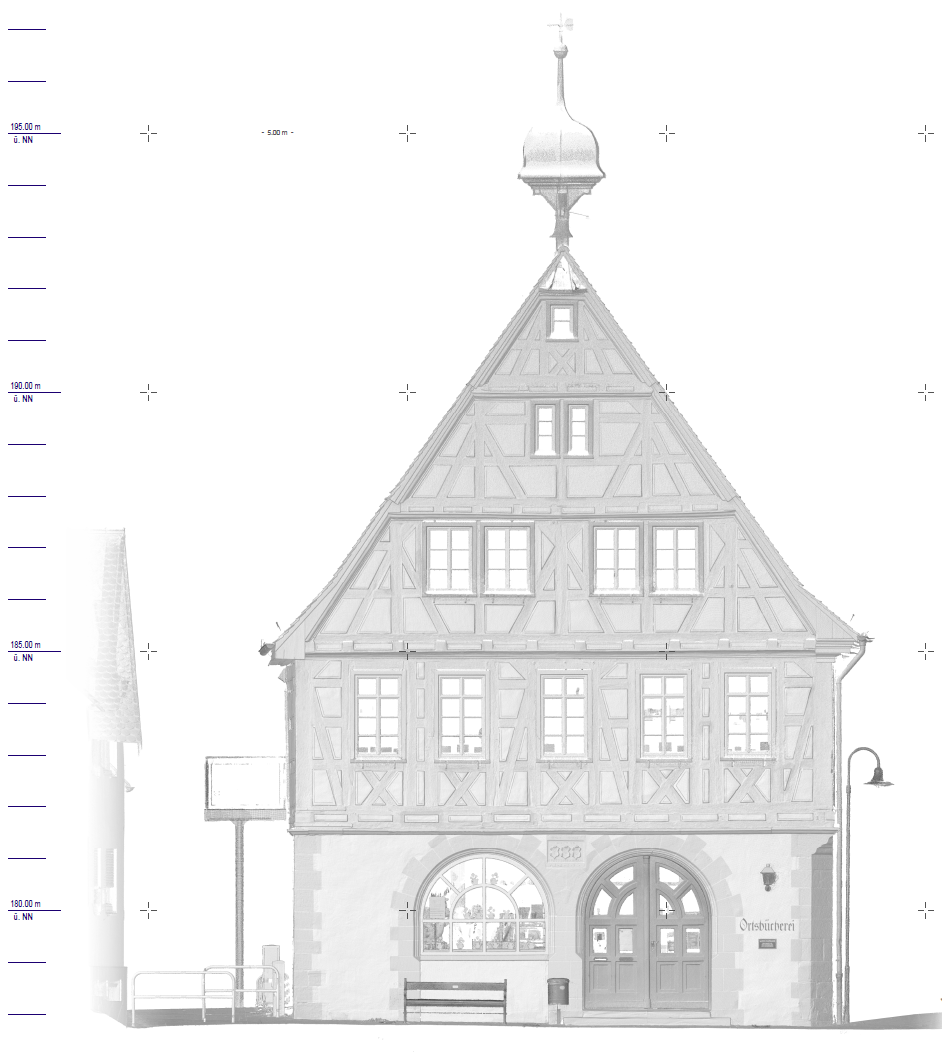 195.00 m
ü. NN
5.00 m
190.00 m
ü. NN
185.00 m
ü. NN
180.00 m
ü. NN
Ortsbücherei